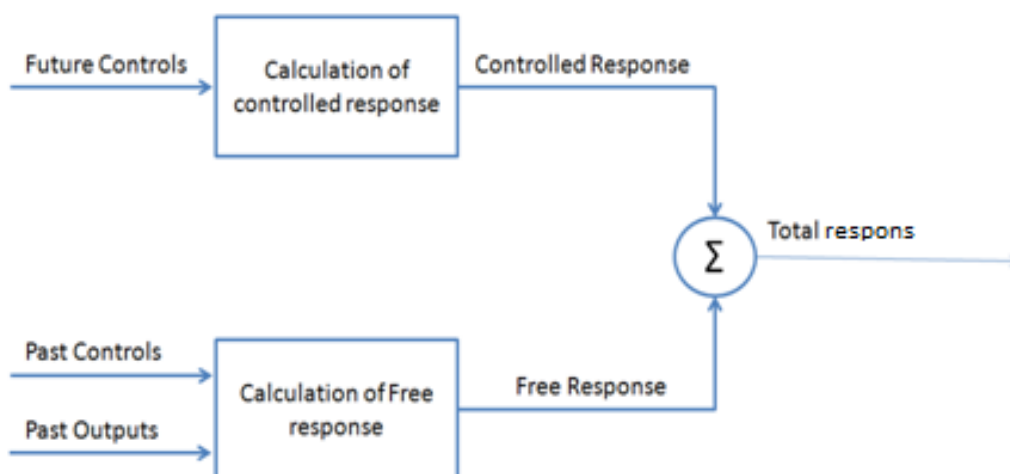 Future Controls
Calculation of
controlled response
Controlled Response
Σ
Total respons
Past Controls
Past Outputs
Calculation of Free
response
Free Response